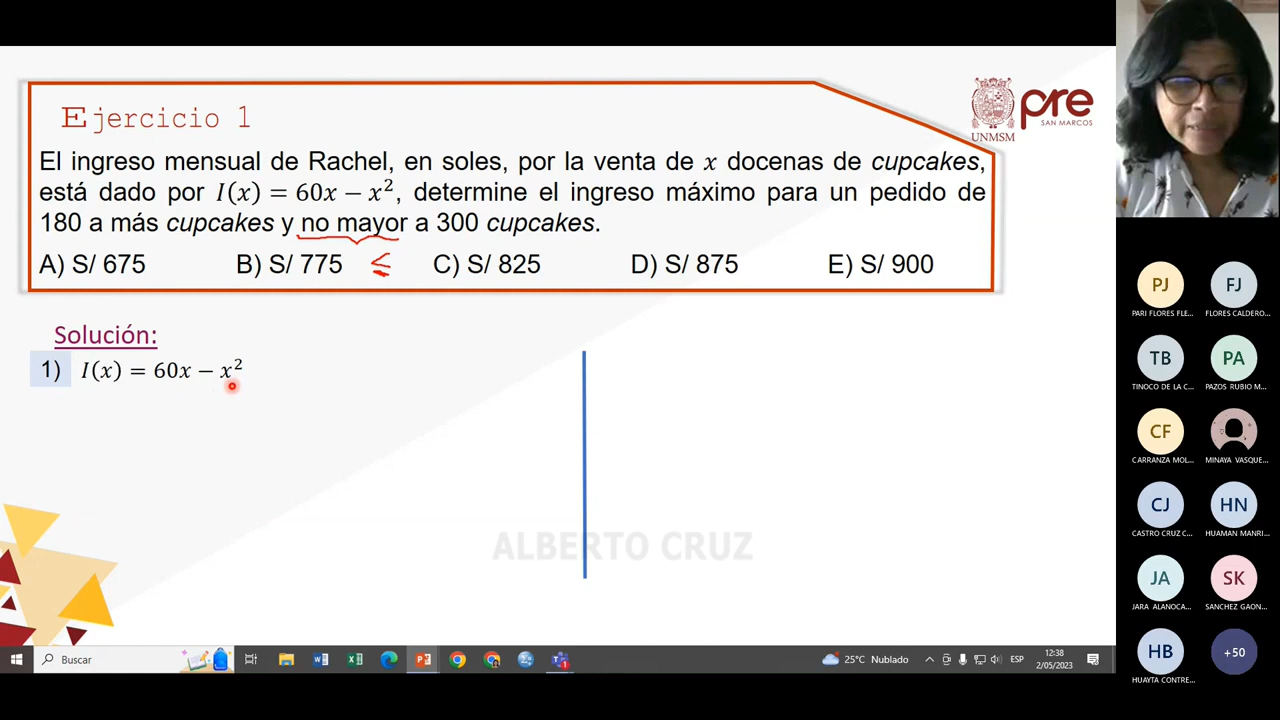 Ejercicio 1
UNMSM
pre
SAN MARCOS
El ingreso mensual de Rachel, en soles, por la venta de x docenas de cupcakes,
está dado por I(x) = 60x − x², determine el ingreso máximo para un pedido de
180 a más cupcakes y no mayor a 300 cupcakes.
A) S/ 675 B) S/ 775 ≤ C) S/ 825 D) S/ 875 E) S/ 900
Solución:
1) I(x) = 60x − x²
ALBERTO CRUZ
PJ
PARI FLORES FLE...
FJ
FLORES CALDERO...
TB
TINOCO DE LA C...
PA
PAZOS RUBIO M...
CF
CARRANZA MOL...
MINAYA VASQUE...
CJ
CASTRO CRUZ C...
HN
HUAMAN MANRI...
JA
JARA ALANOCA...
SK
SANCHEZ GAON...
HB
HUAYTA CONTRE...
+50
Buscar
25°C Nublado
ESP
12:38
2/05/2023